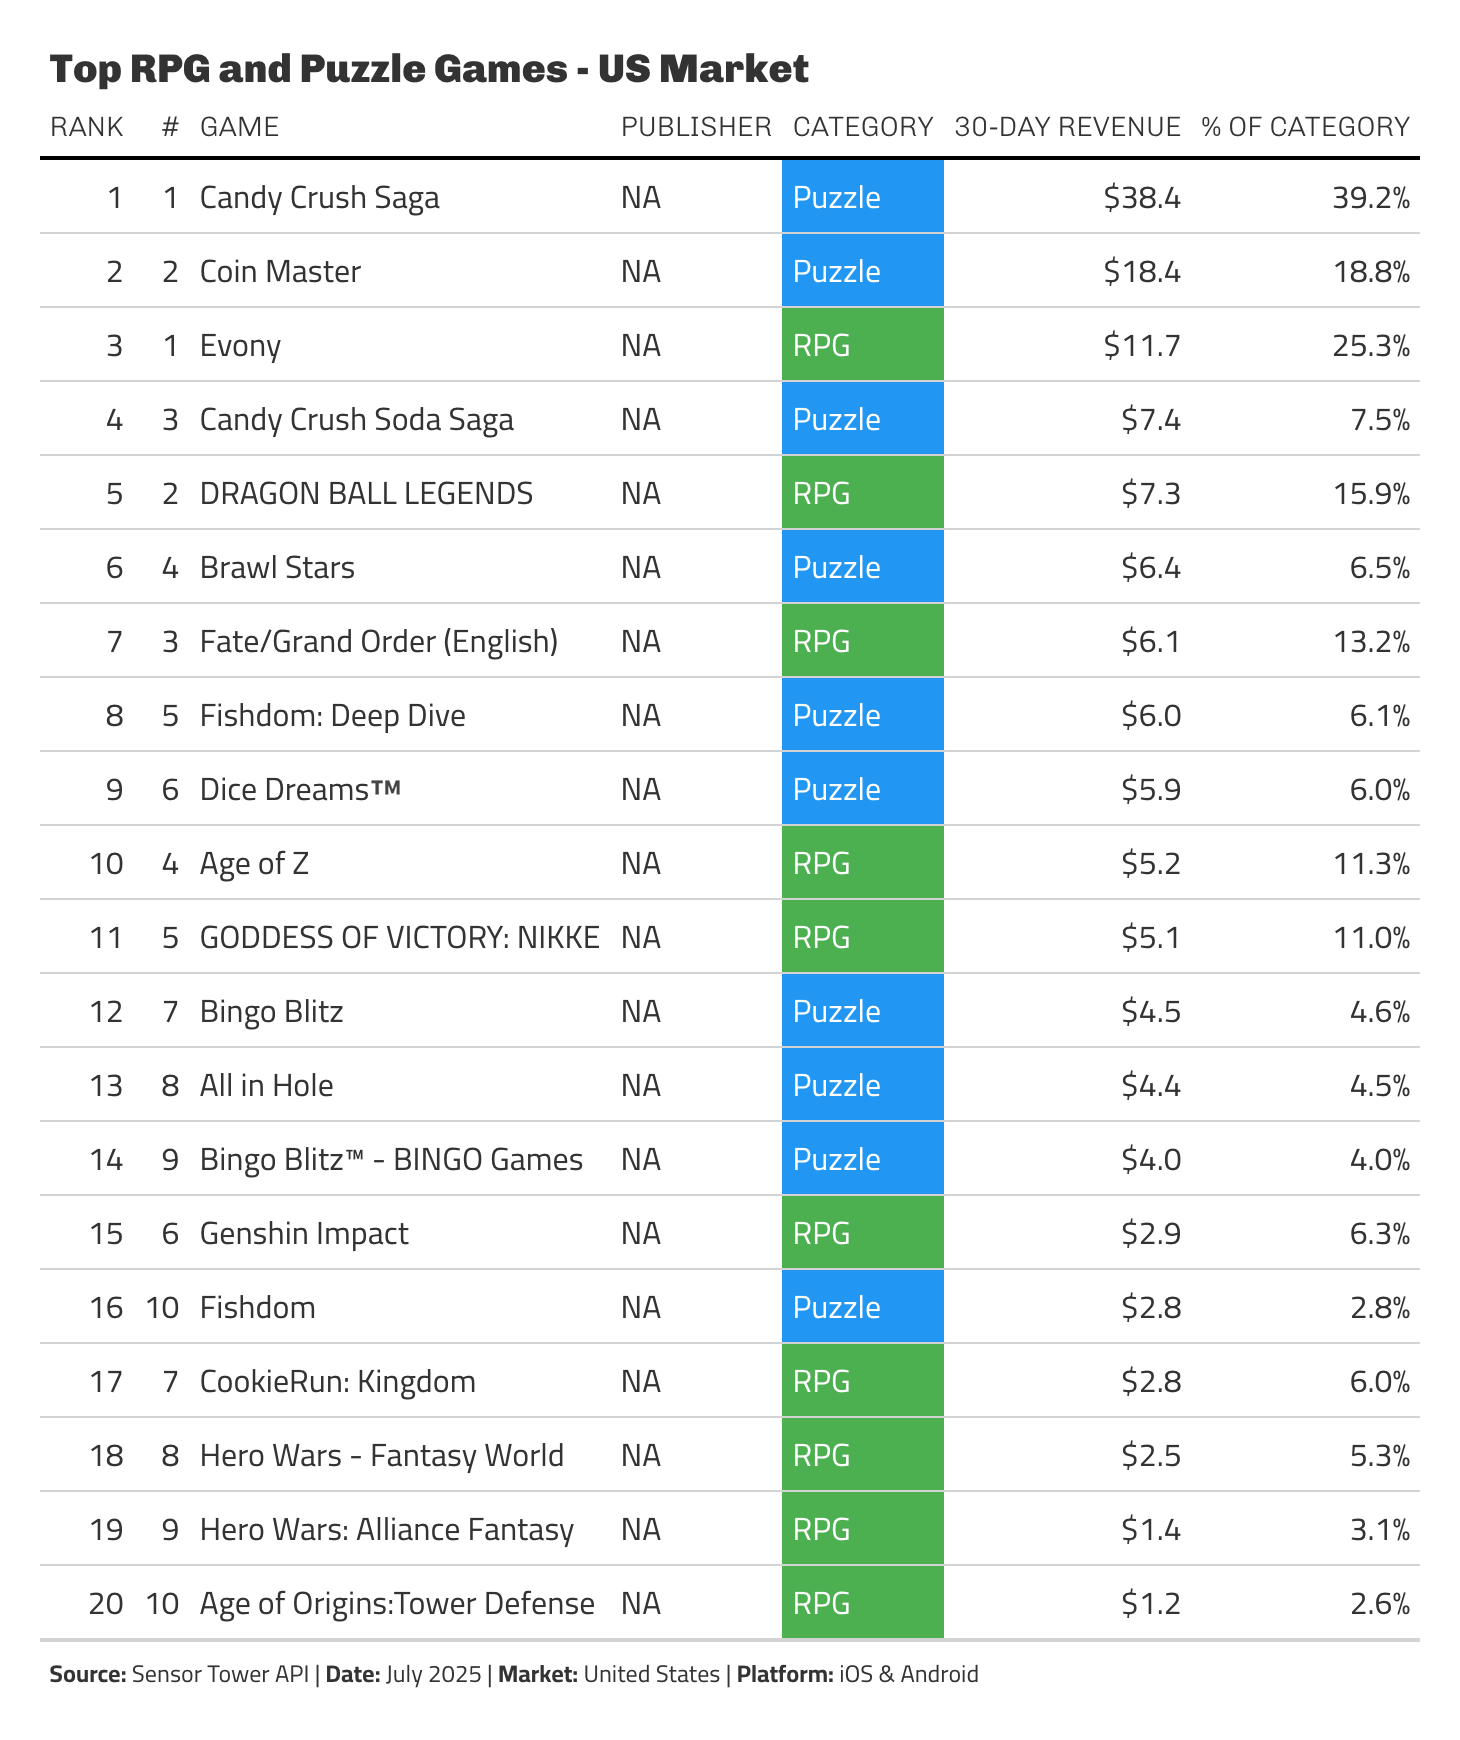 Top RPG and Puzzle Games - US Market
RANK # GAME PUBLISHER CATEGORY 30-DAY REVENUE % OF CATEGORY
1 1 Candy Crush Saga NA Puzzle $38.4 39.2%
2 2 Coin Master NA Puzzle $18.4 18.8%
3 1 Evony NA RPG $11.7 25.3%
4 3 Candy Crush Soda Saga NA Puzzle $7.4 7.5%
5 2 DRAGON BALL LEGENDS NA RPG $7.3 15.9%
6 4 Brawl Stars NA Puzzle $6.4 6.5%
7 3 Fate/Grand Order (English) NA RPG $6.1 13.2%
8 5 Fishdom: Deep Dive NA Puzzle $6.0 6.1%
9 6 Dice Dreams™ NA Puzzle $5.9 6.0%
10 4 Age of Z NA RPG $5.2 11.3%
11 5 GODDESS OF VICTORY: NIKKE NA RPG $5.1 11.0%
12 7 Bingo Blitz NA Puzzle $4.5 4.6%
13 8 All in Hole NA Puzzle $4.4 4.5%
14 9 Bingo Blitz™ - BINGO Games NA Puzzle $4.0 4.0%
15 6 Genshin Impact NA RPG $2.9 6.3%
16 10 Fishdom NA Puzzle $2.8 2.8%
17 7 CookieRun: Kingdom NA RPG $2.8 6.0%
18 8 Hero Wars - Fantasy World NA RPG $2.5 5.3%
19 9 Hero Wars: Alliance Fantasy NA RPG $1.4 3.1%
20 10 Age of Origins:Tower Defense NA RPG $1.2 2.6%
Source: Sensor Tower API | Date: July 2025 | Market: United States | Platform: iOS & Android